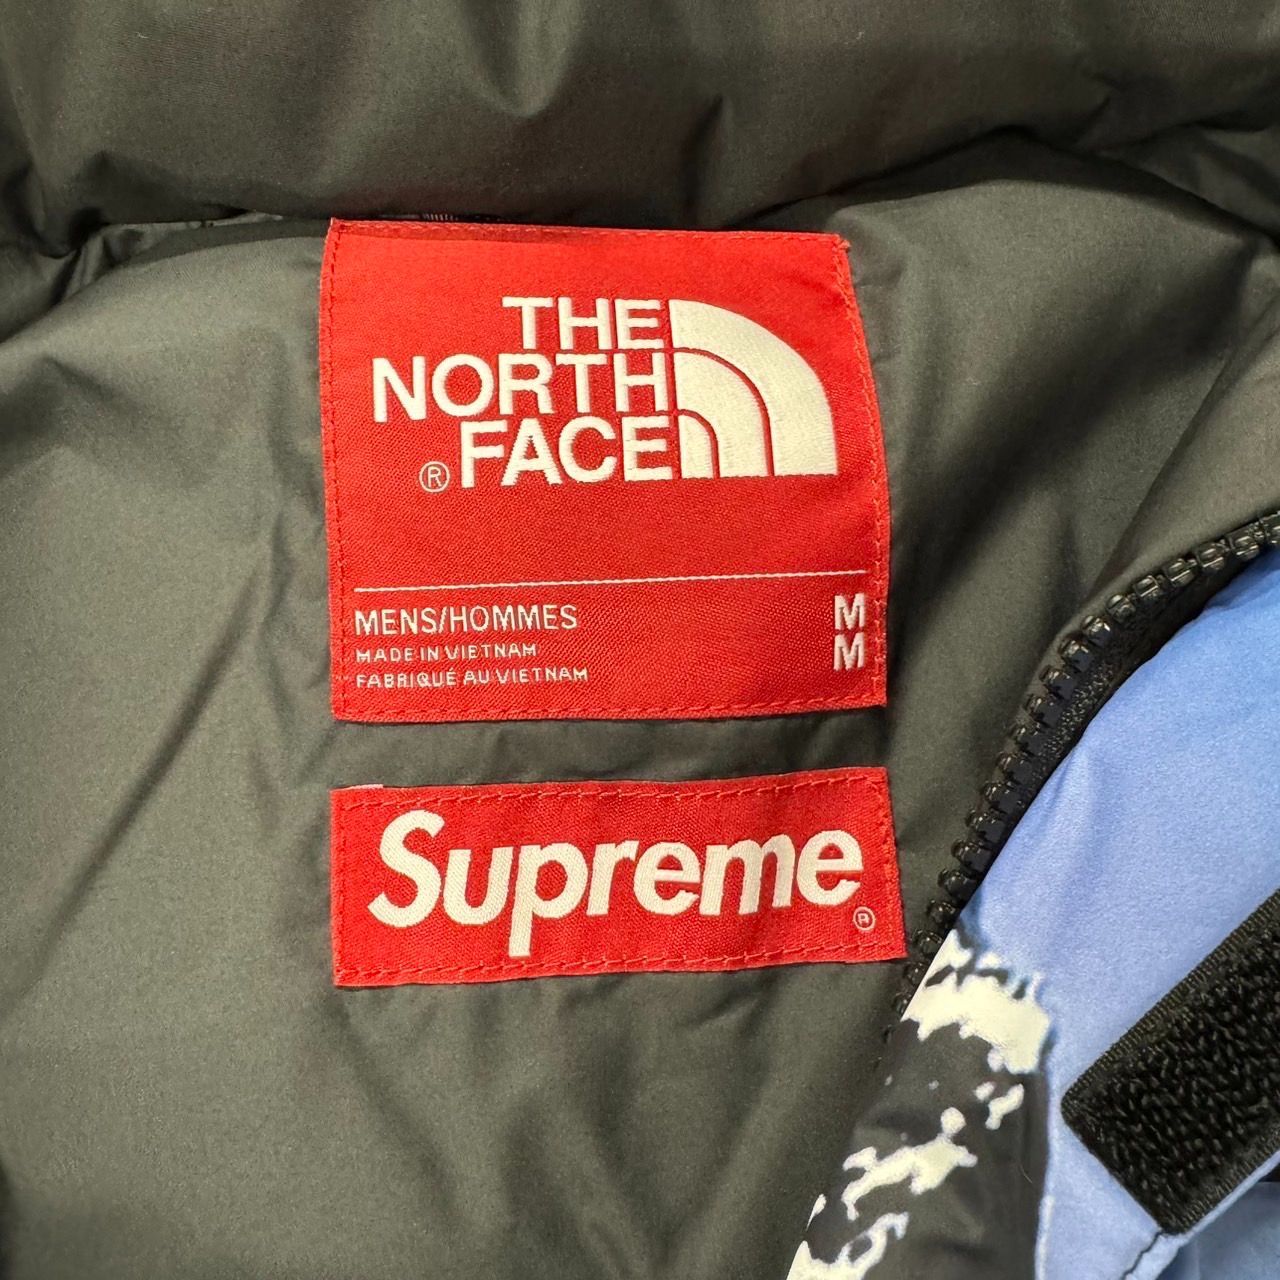 THE
NORTH
FACE
®
MENS/HOMMES M
MADE IN VIETNAM M
FABRIQUÉ AU VIETNAM
Supreme®